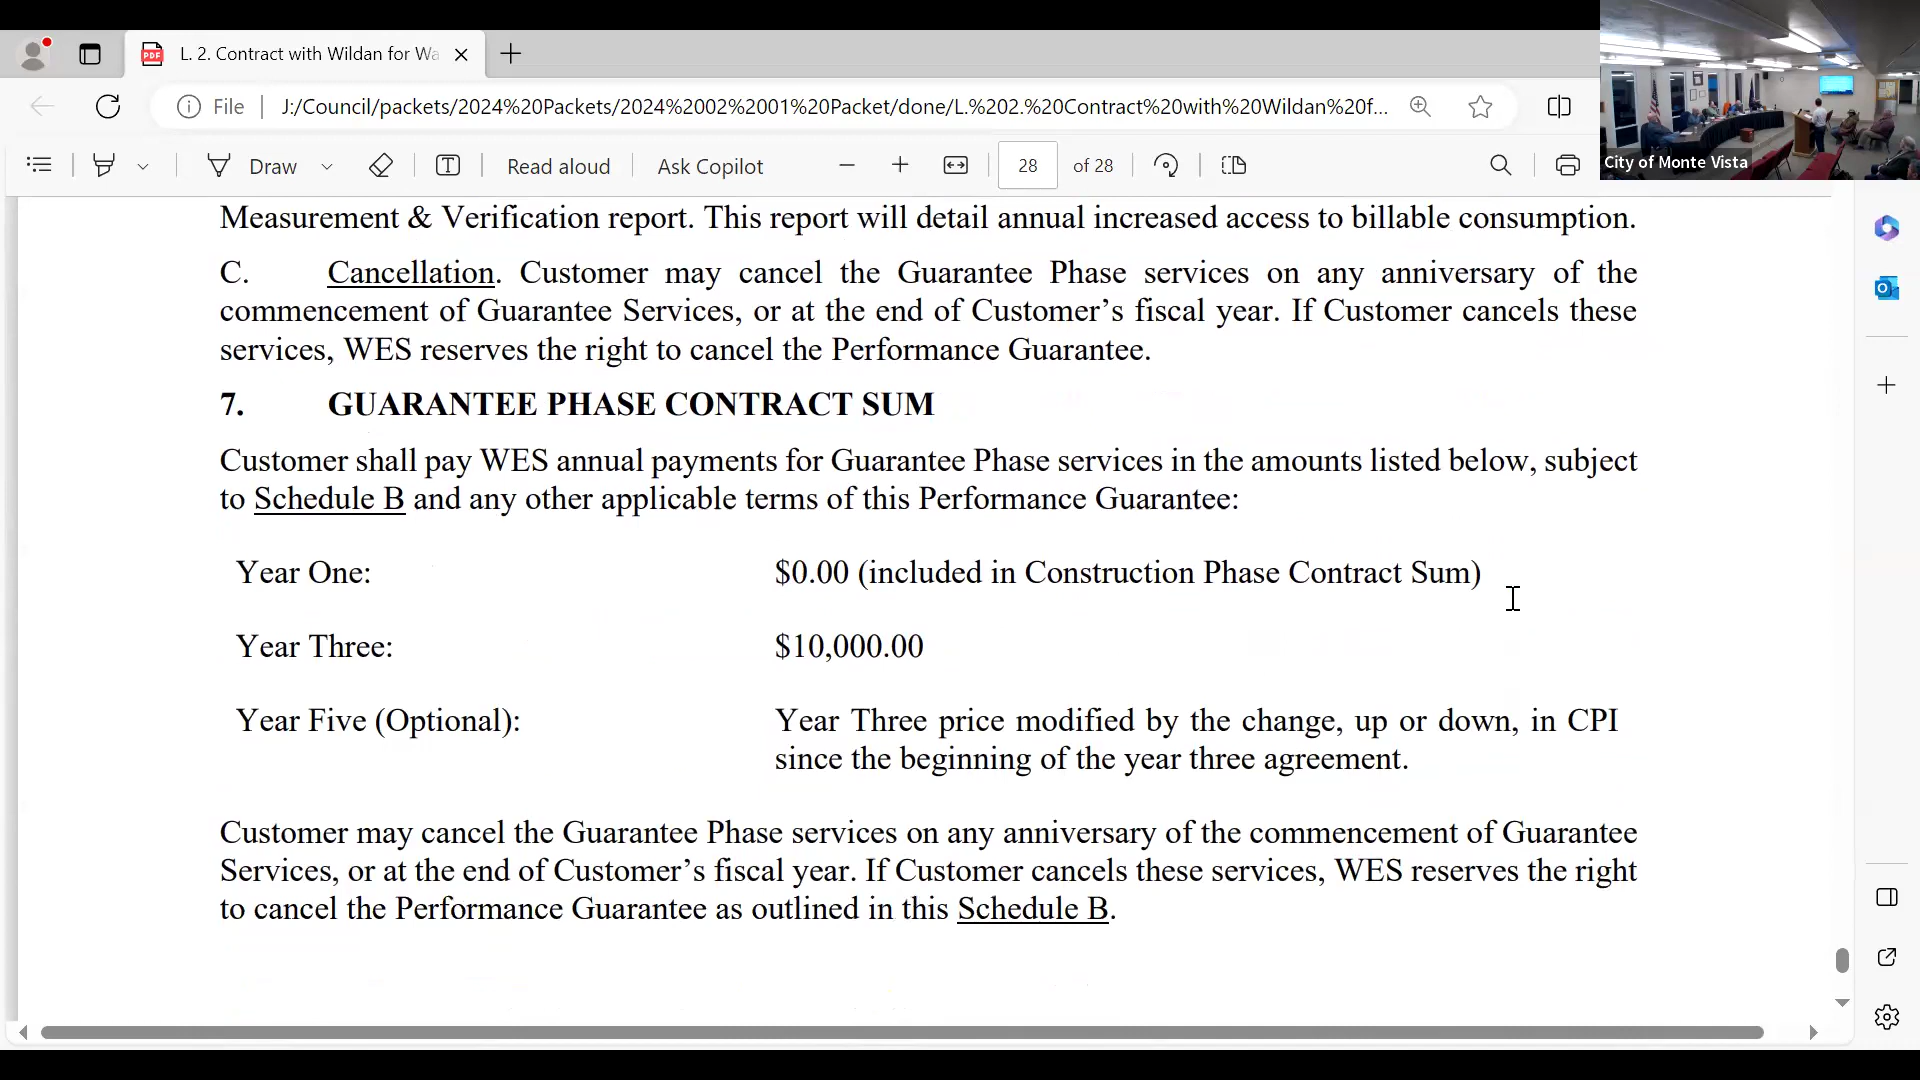 L. 2. Contract with Wildan for Wa
File
J:/Council/packets/2024%20Packets/2024%2002%2001%20Packet/done/L.%202.%20Contract%20with%20Wildan%20f...
Draw
Read aloud
Ask Copilot
28
of 28
City of Monte Vista
Measurement & Verification report. This report will detail annual increased access to billable consumption.
C. Cancellation. Customer may cancel the Guarantee Phase services on any anniversary of the
commencement of Guarantee Services, or at the end of Customer’s fiscal year. If Customer cancels these
services, WES reserves the right to cancel the Performance Guarantee.
7. GUARANTEE PHASE CONTRACT SUM
Customer shall pay WES annual payments for Guarantee Phase services in the amounts listed below, subject
to Schedule B and any other applicable terms of this Performance Guarantee:
Year One: $0.00 (included in Construction Phase Contract Sum)
Year Three: $10,000.00
Year Five (Optional): Year Three price modified by the change, up or down, in CPI
since the beginning of the year three agreement.
Customer may cancel the Guarantee Phase services on any anniversary of the commencement of Guarantee
Services, or at the end of Customer’s fiscal year. If Customer cancels these services, WES reserves the right
to cancel the Performance Guarantee as outlined in this Schedule B.